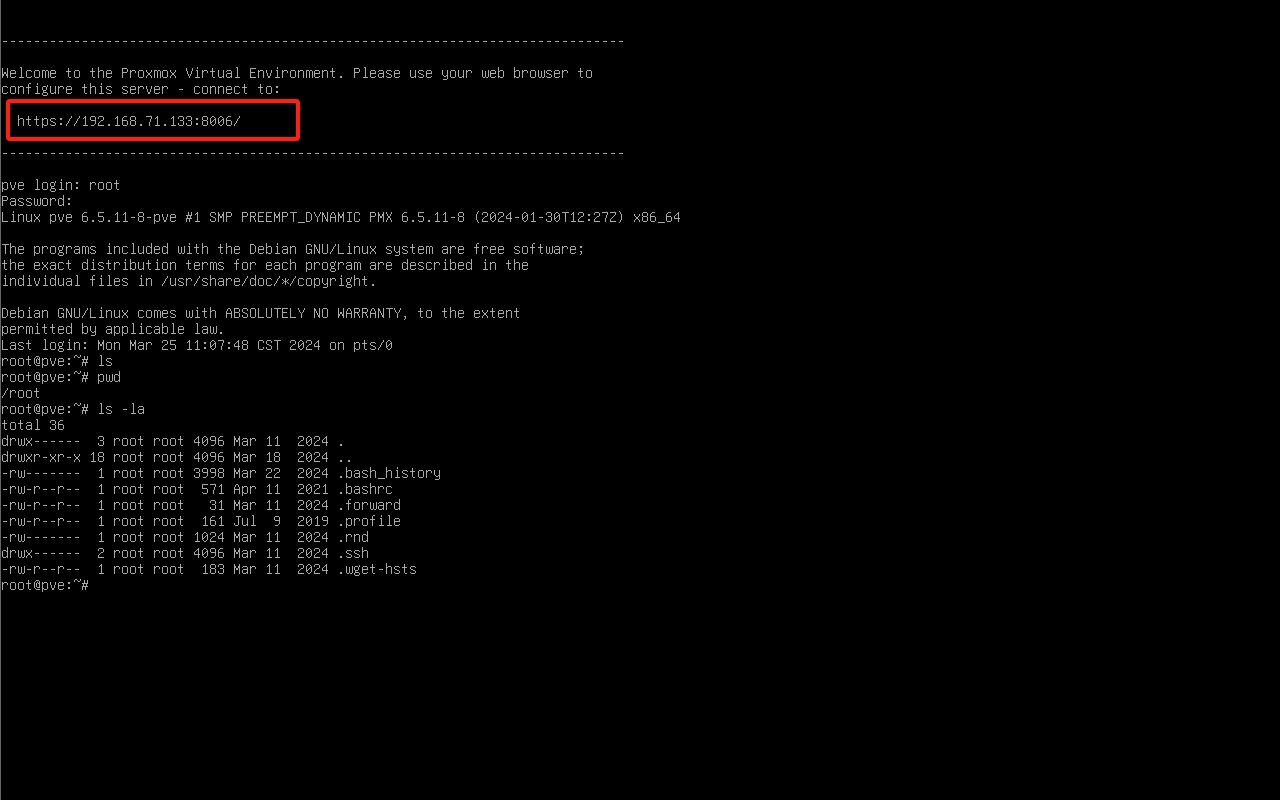 ------------------------------------------------------------------------------
Welcome to the Proxmox Virtual Environment. Please use your web browser to
configure this server - connect to:
https://192.168.71.133:8006/
------------------------------------------------------------------------------
pve login: root
Password:
Linux pve 6.5.11-8-pve #1 SMP PREEMPT_DYNAMIC PMX 6.5.11-8 (2024-01-30T12:27Z) x86_64
The programs included with the Debian GNU/Linux system are free software;
the exact distribution terms for each program are described in the
individual files in /usr/share/doc/*/copyright.
Debian GNU/Linux comes with ABSOLUTELY NO WARRANTY, to the extent
permitted by applicable law.
Last login: Mon Mar 25 11:07:48 CST 2024 on pts/0
root@pve:~# ls
root@pve:~# pwd
/root
root@pve:~# ls -la
total 36
drwx------  3 root root 4096 Mar 11  2024 .
drwxr-xr-x 18 root root 4096 Mar 18  2024 ..
-rw-------  1 root root 3998 Mar 22  2024 .bash_history
-rw-r--r--  1 root root  571 Apr 11  2021 .bashrc
-rw-r--r--  1 root root   31 Mar 11  2024 .forward
-rw-r--r--  1 root root  161 Jul  9  2019 .profile
-rw-------  1 root root 1024 Mar 11  2024 .rnd
drwx------  2 root root 4096 Mar 11  2024 .ssh
-rw-r--r--  1 root root  183 Mar 11  2024 .wget-hsts
root@pve:~#